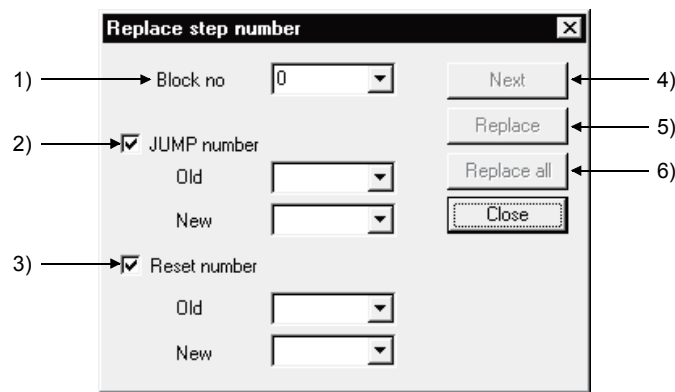 Replace step number
1) Block no 0 Next 4)
Replace 5)
2) JUMP number
Old Replace all 6)
New Close
3) Reset number
Old
New